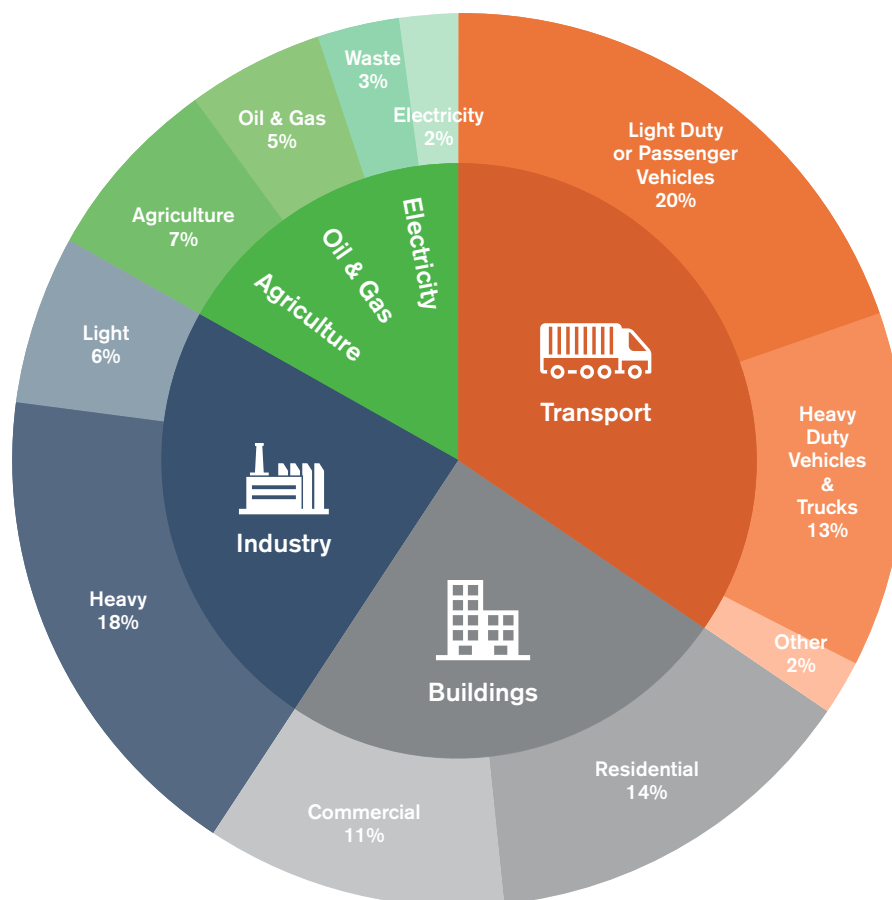 Waste
3%
Electricity
2%
Oil & Gas
5%
Agriculture
7%
Light
6%
Heavy
18%
Light Duty
or Passenger
Vehicles
20%
Heavy
Duty
Vehicles
&
Trucks
13%
Other
2%
Residential
14%
Commercial
11%
Electricity
Oil & Gas
Agriculture
Transport
Industry
Buildings